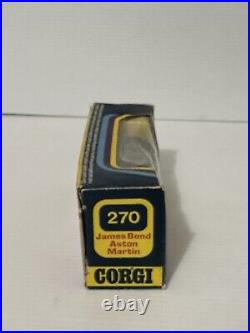 270
James Bond
Aston
Martin
CORGI